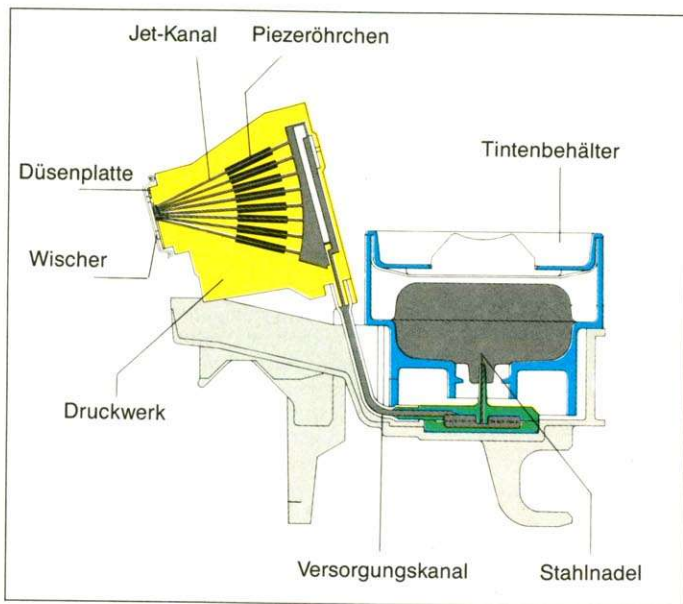 Jet-Kanal
Piezeröhrchen
Düsenplatte
Tintenbehälter
Wischer
Druckwerk
Versorgungskanal
Stahlnadel